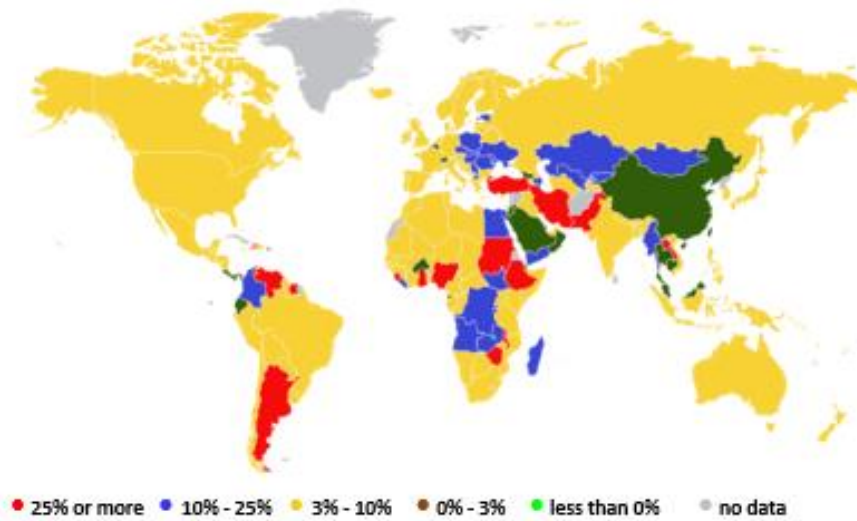 25% or more 10% - 25% 3% - 10% 0% - 3% less than 0% no data